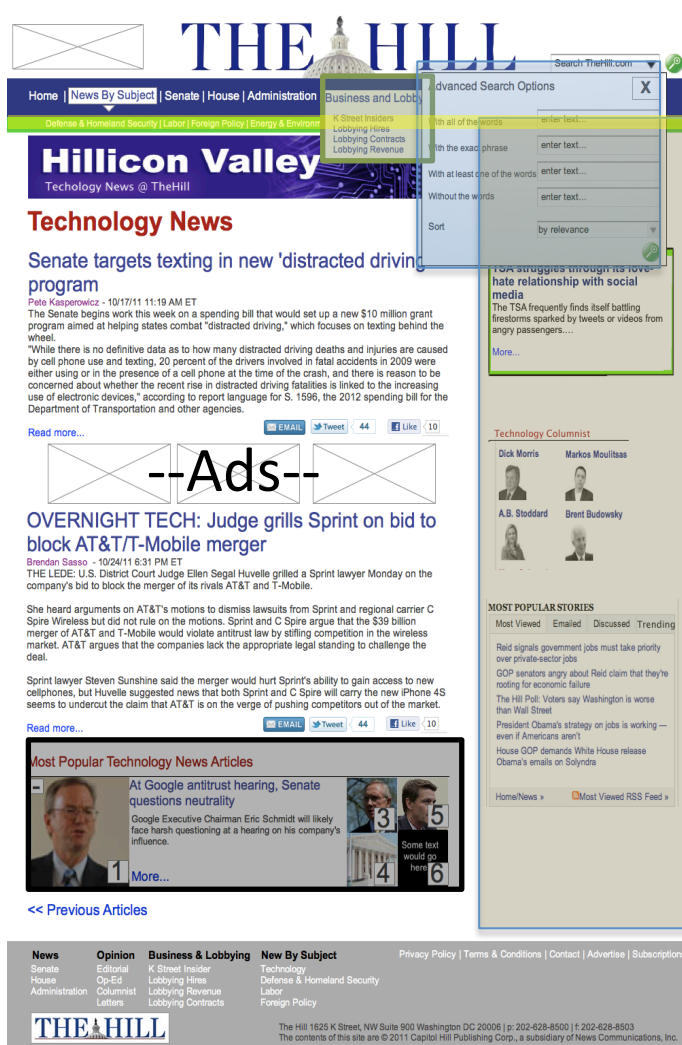 THE HILL
Search TheHill.com
Home | News By Subject | Senate | House | Administration
Business and Lobby
K Street Insiders
Lobbying Hires
Lobbying Contracts
Lobbying Revenue
Defense & Homeland Security | Labor | Foreign Policy | Energy & Environm
Advanced Search Options
X
With all of the words enter text...
With the exac phrase enter text...
With at least one of the words enter text...
Without the words enter text...
Sort by relevance
Hillicon Valley
Techology News @ TheHill
Technology News
Senate targets texting in new 'distracted driving
program
Pete Kasperowicz - 10/17/11 11:19 AM ET
The Senate begins work this week on a spending bill that would set up a new $10 million grant
program aimed at helping states combat "distracted driving," which focuses on texting behind the
wheel.
"While there is no definitive data as to how many distracted driving deaths and injuries are caused
by cell phone use and texting, 20 percent of the drivers involved in fatal accidents in 2009 were
either using or in the presence of a cell phone at the time of the crash, and there is reason to be
concerned about whether the recent rise in distracted driving fatalities is linked to the increasing
use of electronic devices," according to report language for S. 1596, the 2012 spending bill for the
Department of Transportation and other agencies.
Read more...
EMAIL Tweet 44 Like 10
--Ads--
OVERNIGHT TECH: Judge grills Sprint on bid to
block AT&T/T-Mobile merger
Brendan Sasso - 10/24/11 6:31 PM ET
THE LEDE: U.S. District Court Judge Ellen Segal Huvelle grilled a Sprint lawyer Monday on the
company's bid to block the merger of its rivals AT&T and T-Mobile.
She heard arguments on AT&T's motions to dismiss lawsuits from Sprint and regional carrier C
Spire Wireless but did not rule on the motions. Sprint and C Spire argue that the $39 billion
merger of AT&T and T-Mobile would violate antitrust law by stifling competition in the wireless
market. AT&T argues that the companies lack the appropriate legal standing to challenge the
deal.
Sprint lawyer Steven Sunshine said the merger would hurt Sprint's ability to gain access to new
cellphones, but Huvelle suggested news that both Sprint and C Spire will carry the new iPhone 4S
seems to undercut the claim that AT&T is on the verge of pushing competitors out of the market.
Read more...
EMAIL Tweet 44 Like 10
Most Popular Technology News Articles
At Google antitrust hearing, Senate
questions neutrality
Google Executive Chairman Eric Schmidt will likely
face harsh questioning at a hearing on his company's
influence.
More...
1
3
5
4
Some text
would go
here
6
<< Previous Articles
TSA struggles through its love-
hate relationship with social
media
The TSA frequently finds itself battling
firestorms sparked by tweets or videos from
angry passengers....
More...
Technology Columnist
Dick Morris Markos Moulitsas
A.B. Stoddard Brent Budowsky
MOST POPULAR STORIES
Most Viewed Emailed Discussed Trending
Reid signals government jobs must take priority
over private-sector jobs
GOP senators angry about Reid claim that they're
rooting for economic failure
The Hill Poll: Voters say Washington is worse
than Wall Street
President Obama's strategy on jobs is working —
even if Americans aren't
House GOP demands White House release
Obama's emails on Solyndra
Home/News » Most Viewed RSS Feed »
News Opinion Business & Lobbying New By Subject
Senate Editorial K Street Insider Technology
House Op-Ed Lobbying Hires Defense & Homeland Security
Administration Columnist Lobbying Revenue Labor
Letters Lobbying Contracts Foreign Policy
Privacy Policy | Terms & Conditions | Contact | Advertise | Subscription
THE HILL
The Hill 1625 K Street, NW Suite 900 Washington DC 20006 | p: 202-628-8500 | f: 202-628-8503
The contents of this site are © 2011 Capitol Hill Publishing Corp., a subsidiary of News Communications, Inc.